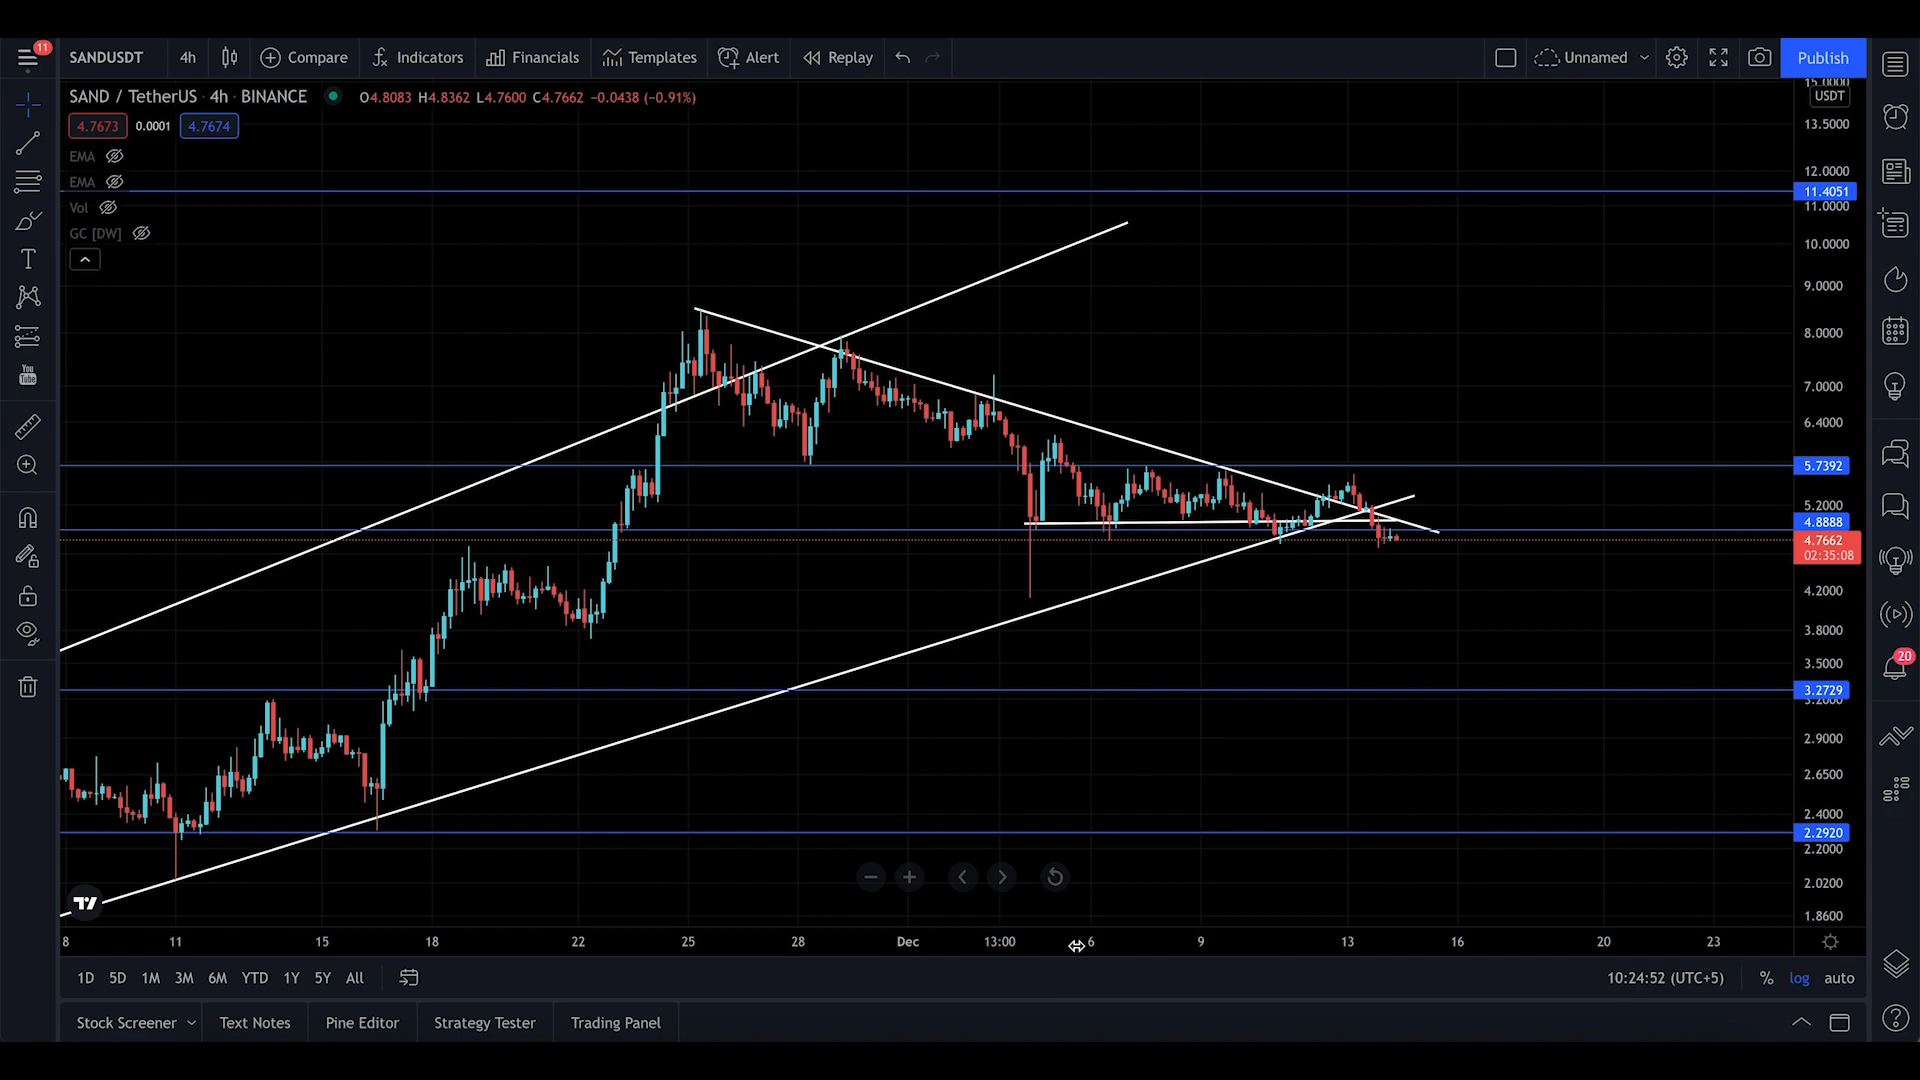 11
SANDUSDT 4h Compare Indicators Financials Templates Alert Replay Unnamed Publish
SAND / TetherUS · 4h · BINANCE O4.8083 H4.8362 L4.7600 C4.7662 −0.0438 (−0.91%)
4.7673 0.0001 4.7674
EMA
EMA
Vol
GC [DW]
15.0000
USDT
13.5000
12.0000
11.4051
11.0000
10.0000
9.0000
8.0000
7.0000
6.4000
5.7392
5.2000
4.8888
4.7662
02:35:08
4.2000
3.8000
3.5000
3.2729
3.2000
2.9000
2.6500
2.4000
2.2920
2.2000
2.0200
1.8600
You
Tube
20
8 11 15 18 22 25 28 Dec 13:00 6 9 13 16 20 23
1D 5D 1M 3M 6M YTD 1Y 5Y All 10:24:52 (UTC+5) % log auto
Stock Screener Text Notes Pine Editor Strategy Tester Trading Panel